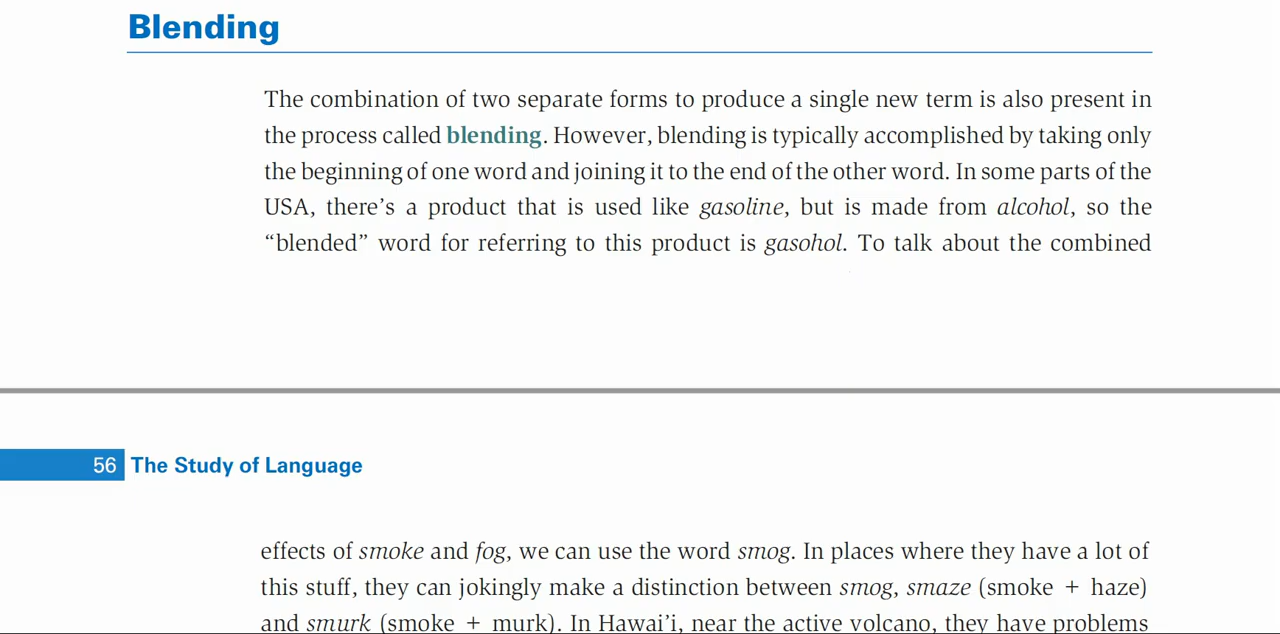 Blending
The combination of two separate forms to produce a single new term is also present in
the process called blending. However, blending is typically accomplished by taking only
the beginning of one word and joining it to the end of the other word. In some parts of the
USA, there’s a product that is used like gasoline, but is made from alcohol, so the
“blended” word for referring to this product is gasohol. To talk about the combined
56 The Study of Language
effects of smoke and fog, we can use the word smog. In places where they have a lot of
this stuff, they can jokingly make a distinction between smog, smaze (smoke + haze)
and smurk (smoke + murk). In Hawai’i, near the active volcano, they have problems